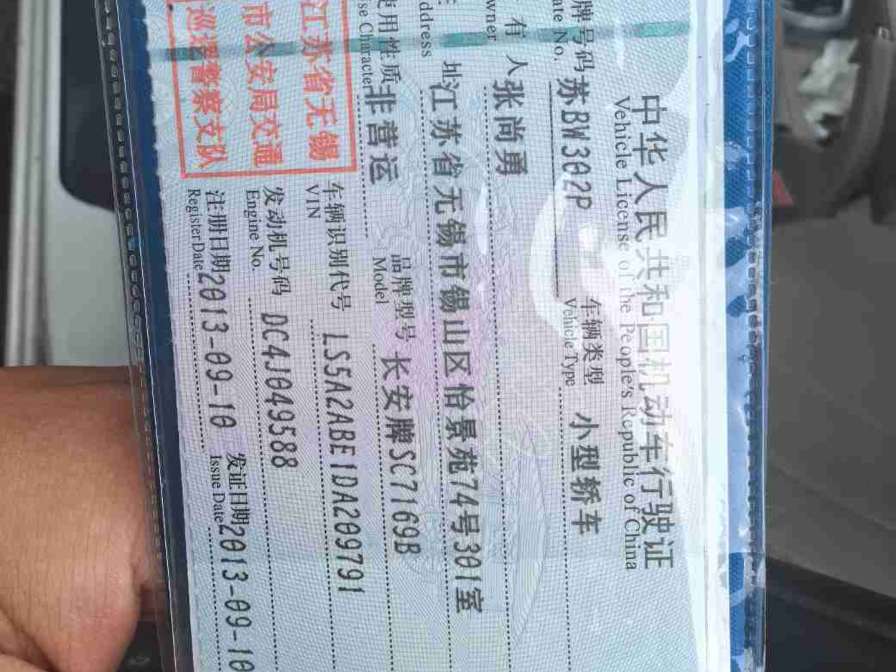 中华人民共和国机动车行驶证
Vehicle License of the People's Republic of China
牌号码 苏BW302P 车辆类型 小型轿车
ate No. Vehicle Type
有 人 张尚勇
wner
址 江苏省无锡市锡山区怡景苑74号301室
ddress
使用性质 非营运 品牌型号 长安牌SC7169B
se Character Model
江苏省无锡
市公安局交通
巡逻警察支队
车辆识别代号 LS5A2ABE1DA209791
VIN
发动机号码 DC4J049588
Engine No.
注册日期 2013-09-10 发证日期 2013-09-10
Register Date Issue Date